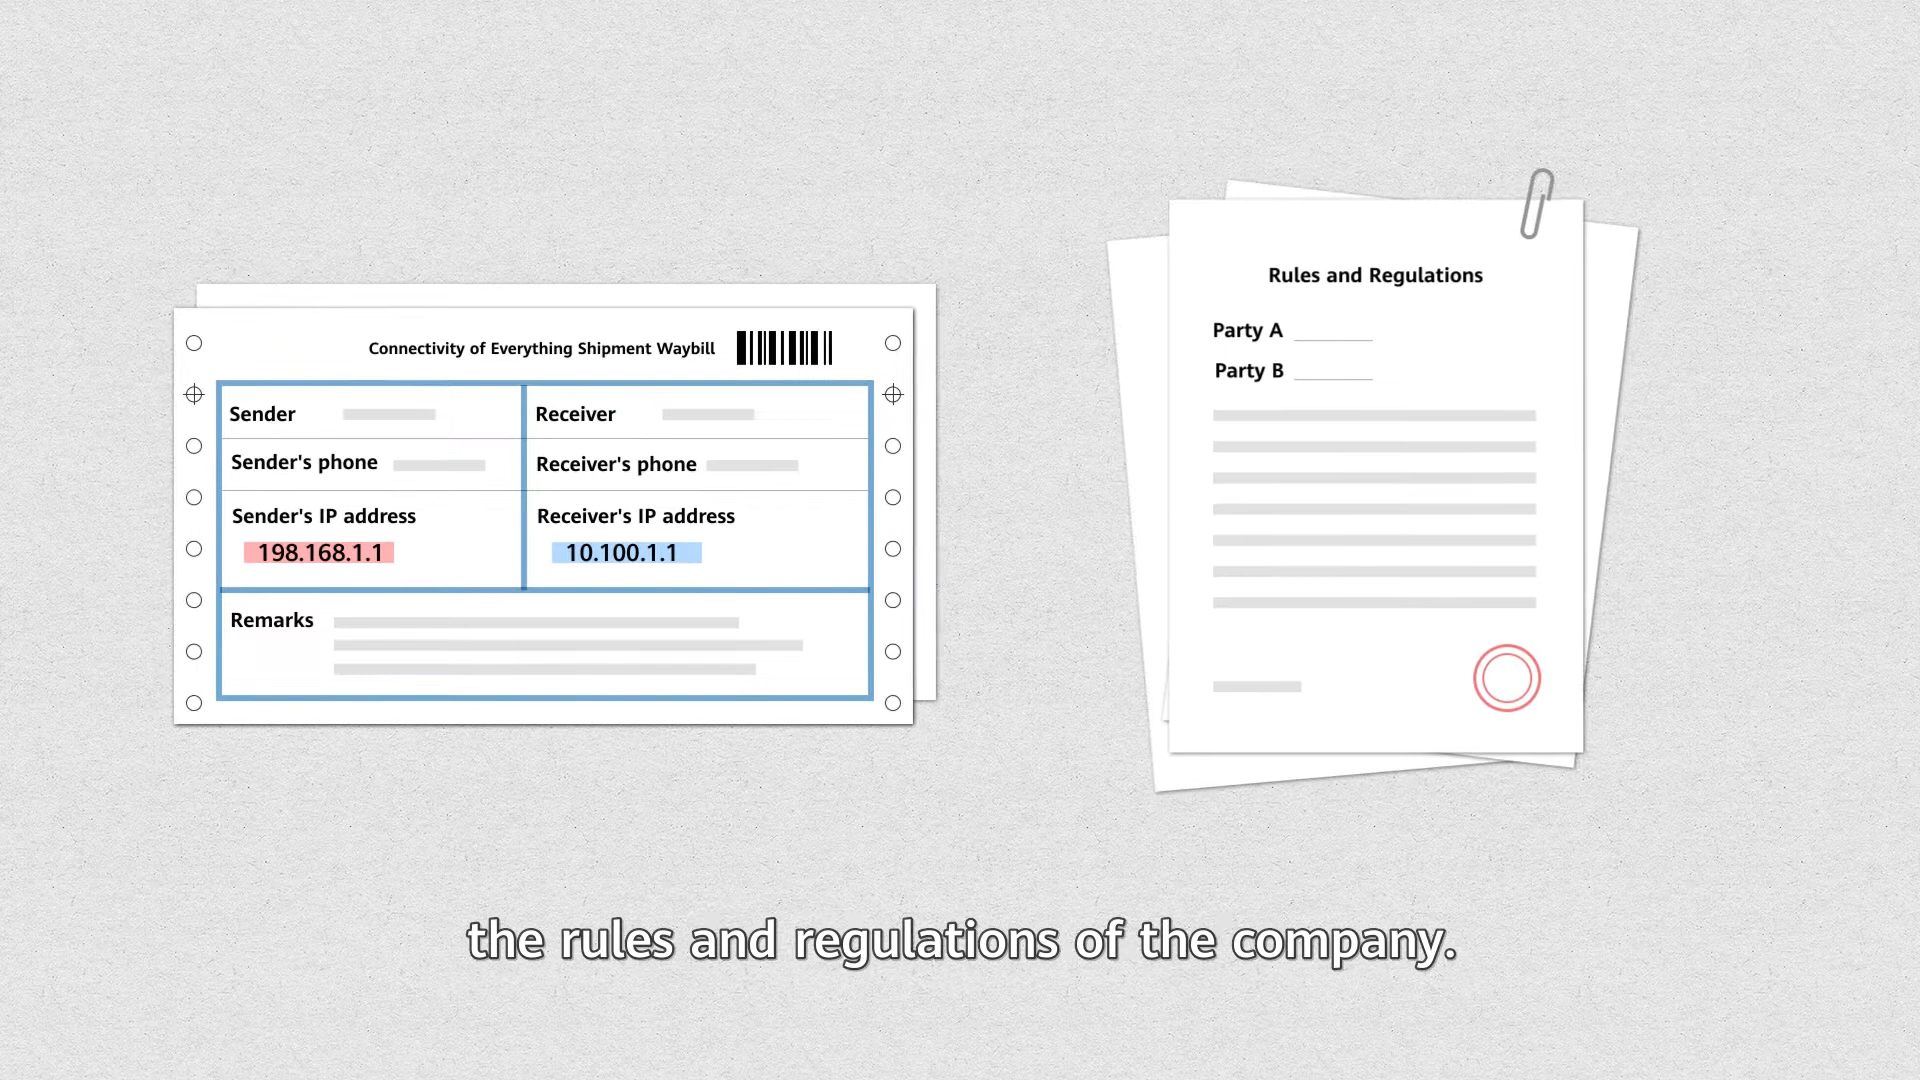 Connectivity of Everything Shipment Waybill
Sender
Receiver
Sender's phone
Receiver's phone
Sender's IP address
Receiver's IP address
198.168.1.1
10.100.1.1
Remarks
Rules and Regulations
Party A
Party B
the rules and regulations of the company.